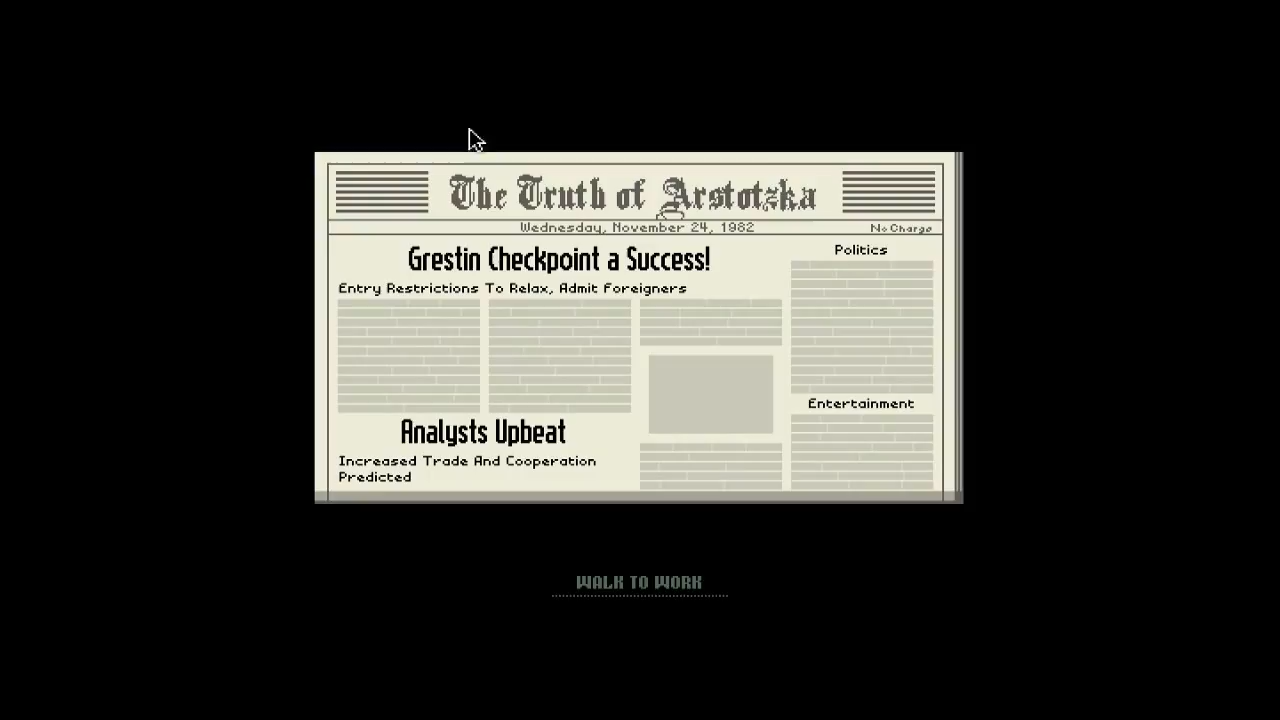 The Truth of Arstotzka
Wednesday, November 24, 1982
No Charge
Grestin Checkpoint a Success!
Entry Restrictions To Relax, Admit Foreigners
Analysts Upbeat
Increased Trade And Cooperation
Predicted
Politics
Entertainment
WALK TO WORK